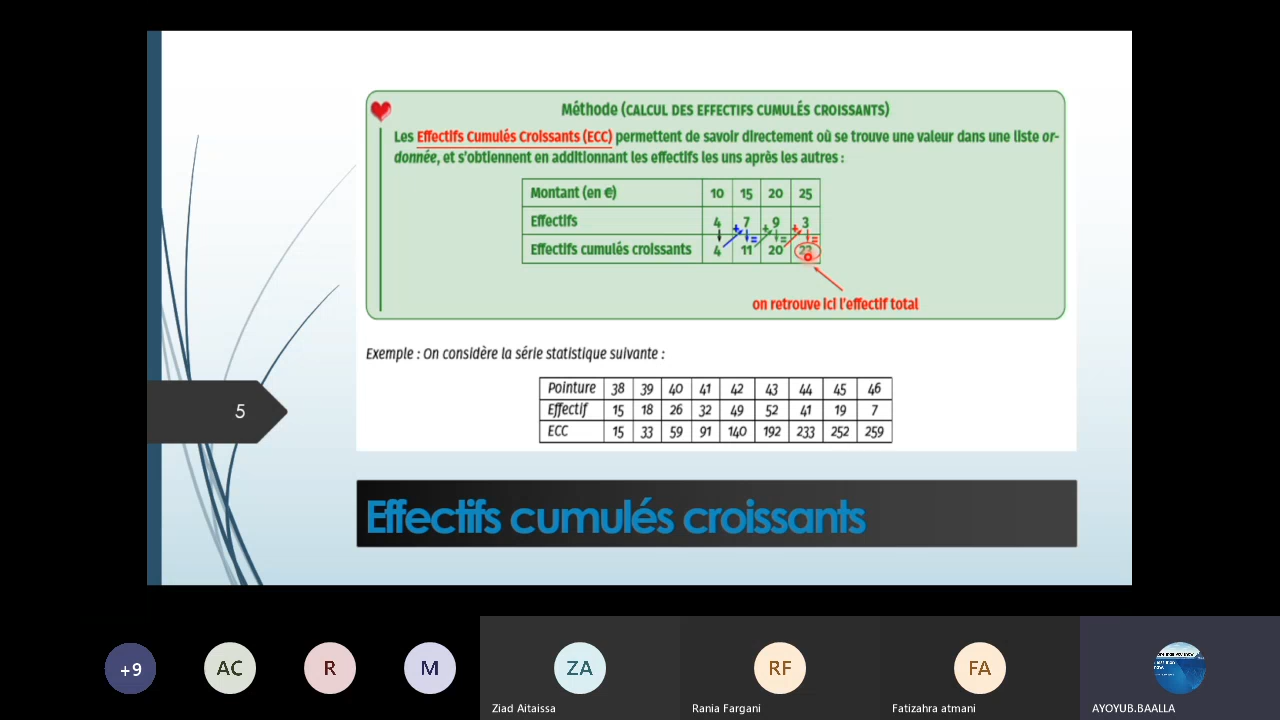 Méthode (CALCUL DES EFFECTIFS CUMULÉS CROISSANTS)
Les Effectifs Cumulés Croissants (ECC) permettent de savoir directement où se trouve une valeur dans une liste or-
donnée, et s'obtiennent en additionnant les effectifs les uns après les autres :
Montant (en €) 10 15 20 25
Effectifs 4 + 7 + 9 + 3
= = =
Effectifs cumulés croissants 4 11 20
on retrouve ici l'effectif total
Exemple : On considère la série statistique suivante :
Pointure 38 39 40 41 42 43 44 45 46
Effectif 15 18 26 32 49 52 41 19 7
ECC 15 33 59 91 140 192 233 252 259
5
Effectifs cumulés croissants
+9
AC
R
M
ZA
RF
FA
Ziad Aitaissa
Rania Fargani
Fatizahra atmani
AYOYUB.BAALLA